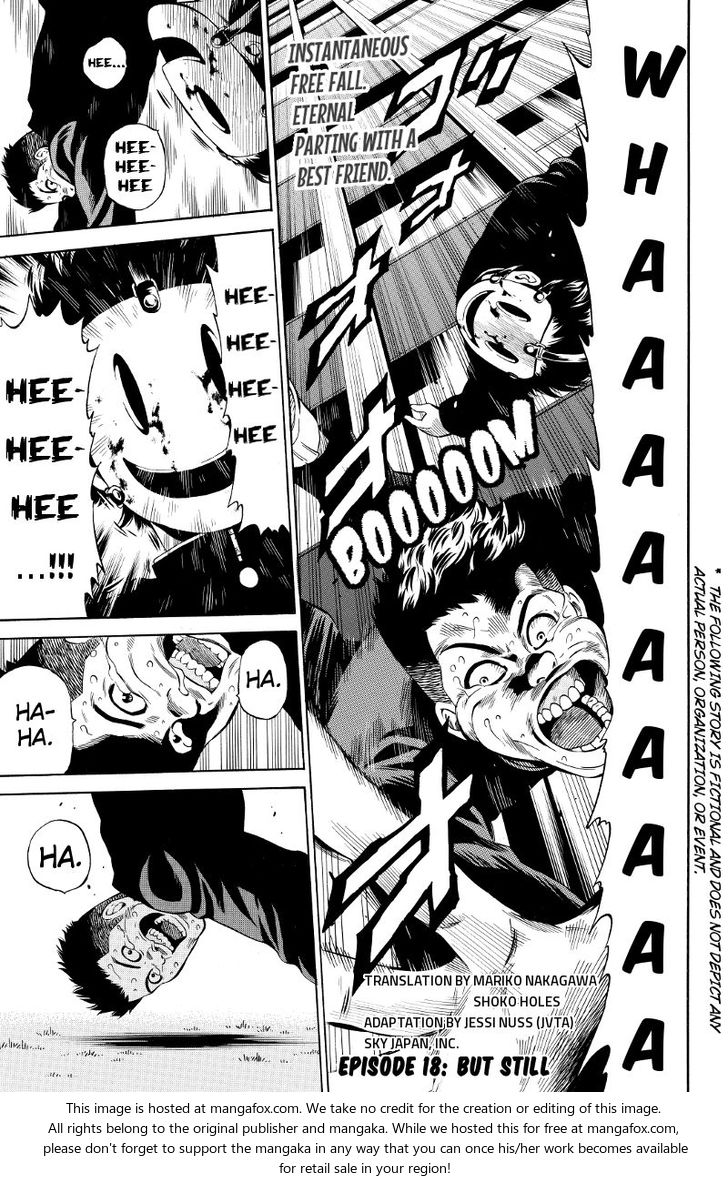 W
H
A
A
A
A
A
A
A
A
A
INSTANTANEOUS
FREE FALL.
ETERNAL
PARTING WITH A
BEST FRIEND.
ゴ
オ
オ
オ
オ
BOOOOOM
TRANSLATION BY MARIKO NAKAGAWA
SHOKO HOLES
ADAPTATION BY JESSI NUSS (JVTA)
SKY JAPAN, INC.
EPISODE 18: BUT STILL
HEE...
HEE-
HEE-
HEE
HEE-
HEE-
HEE-
HEE
HEE-
HEE-
HEE
...!!!
HA.
HA-
HA.
HA.
* THE FOLLOWING STORY IS FICTIONAL AND DOES NOT DEPICT ANY
ACTUAL PERSON, ORGANIZATION, OR EVENT.
This image is hosted at mangafox.com. We take no credit for the creation or editing of this image.
All rights belong to the original publisher and mangaka. While we hosted this for free at mangafox.com,
please don't forget to support the mangaka in any way that you can once his/her work becomes available
for retail sale in your region!